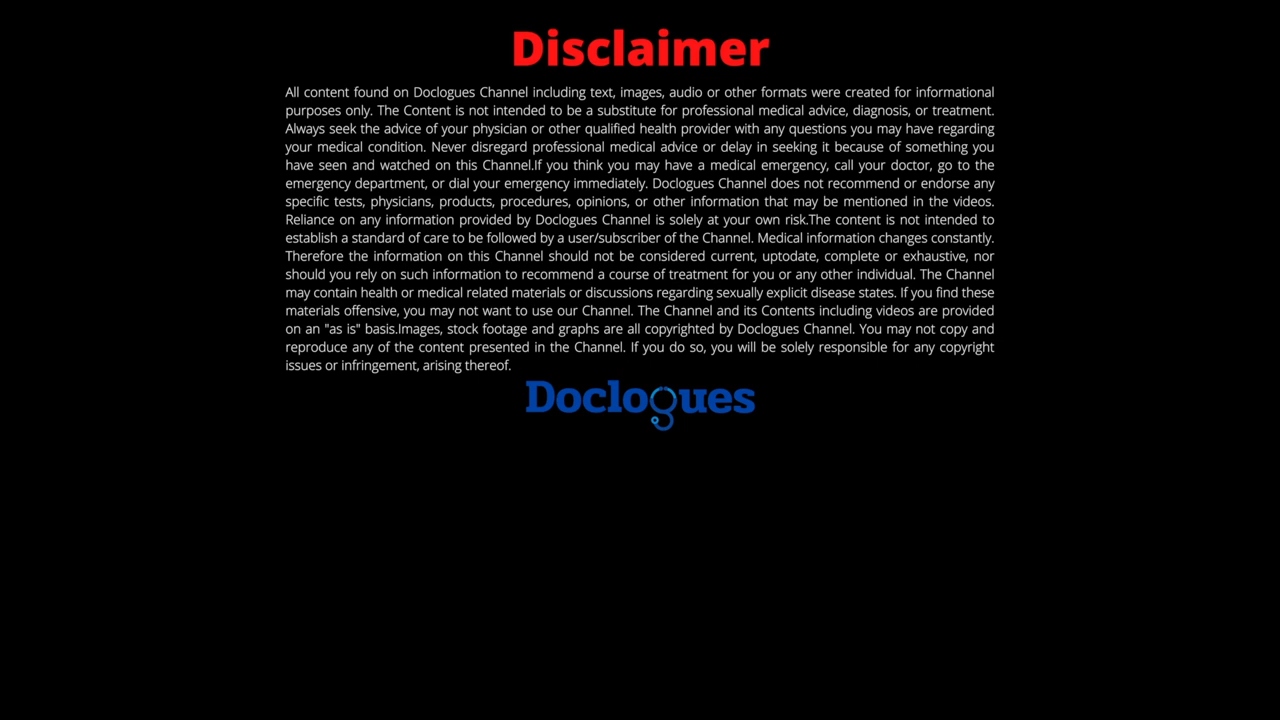 Disclaimer
All content found on Doclogues Channel including text, images, audio or other formats were created for informational
purposes only. The Content is not intended to be a substitute for professional medical advice, diagnosis, or treatment.
Always seek the advice of your physician or other qualified health provider with any questions you may have regarding
your medical condition. Never disregard professional medical advice or delay in seeking it because of something you
have seen and watched on this Channel.If you think you may have a medical emergency, call your doctor, go to the
emergency department, or dial your emergency immediately. Doclogues Channel does not recommend or endorse any
specific tests, physicians, products, procedures, opinions, or other information that may be mentioned in the videos.
Reliance on any information provided by Doclogues Channel is solely at your own risk.The content is not intended to
establish a standard of care to be followed by a user/subscriber of the Channel. Medical information changes constantly.
Therefore the information on this Channel should not be considered current, uptodate, complete or exhaustive, nor
should you rely on such information to recommend a course of treatment for you or any other individual. The Channel
may contain health or medical related materials or discussions regarding sexually explicit disease states. If you find these
materials offensive, you may not want to use our Channel. The Channel and its Contents including videos are provided
on an "as is" basis.Images, stock footage and graphs are all copyrighted by Doclogues Channel. You may not copy and
reproduce any of the content presented in the Channel. If you do so, you will be solely responsible for any copyright
issues or infringement, arising thereof.
Doclogues